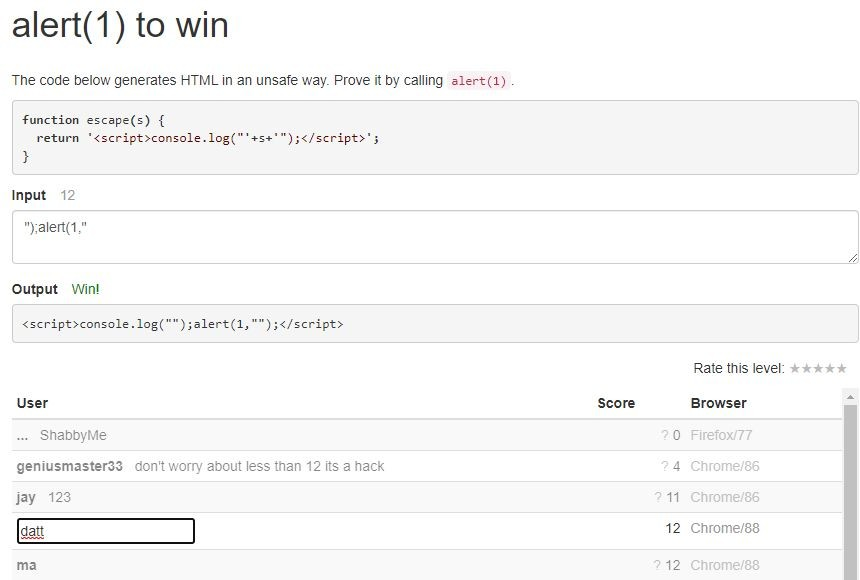 alert(1) to win
The code below generates HTML in an unsafe way. Prove it by calling alert(1).
function escape(s) {
  return '<script>console.log("'+s+'");</script>';
}
Input 12
");alert(1,"
Output Win!
<script>console.log("");alert(1,"");</script>
Rate this level: ★★★★★
User Score Browser
... ShabbyMe ? 0 Firefox/77
geniusmaster33 don't worry about less than 12 its a hack ? 4 Chrome/86
jay 123 ? 11 Chrome/86
datt 12 Chrome/88
ma ? 12 Chrome/88